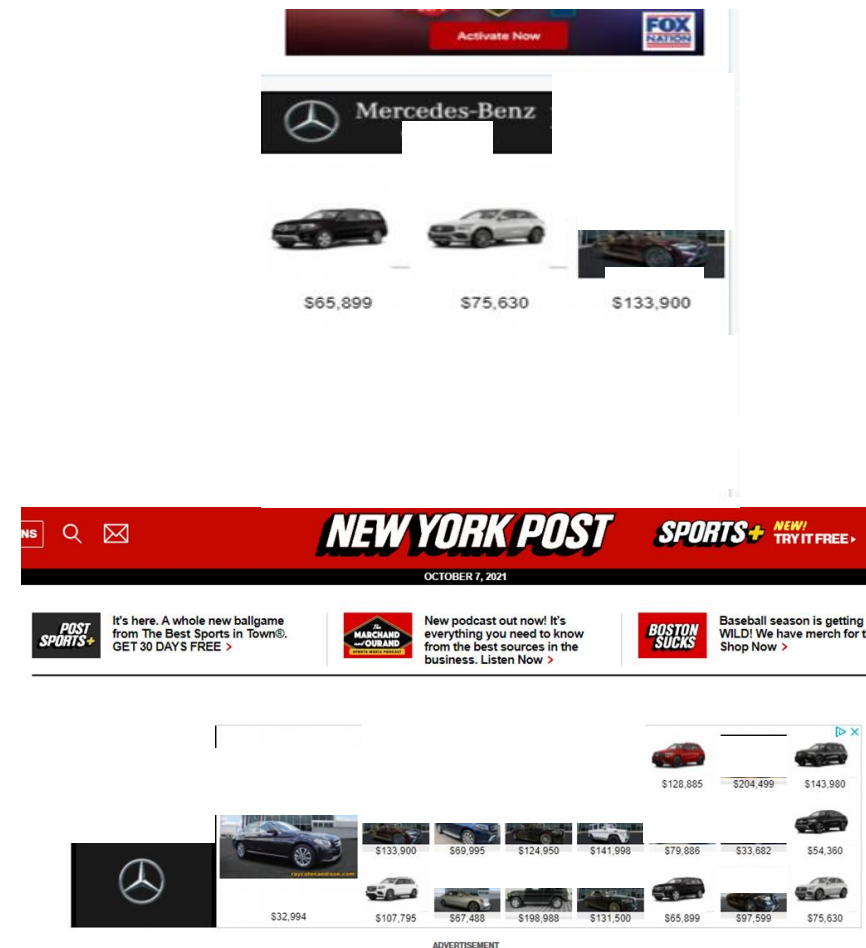 Activate Now
FOX
NATION
Mercedes-Benz
$65,899 $75,630 $133,900
NS
NEW YORK POST
SPORTS+
NEW!
TRY IT FREE
OCTOBER 7, 2021
POST
SPORTS+
It's here. A whole new ballgame
from The Best Sports in Town®.
GET 30 DAYS FREE >
The
MARCHAND
and OURAND
SPORTS MEDIA PODCAST
New podcast out now! It's
everything you need to know
from the best sources in the
business. Listen Now >
BOSTON
SUCKS
Baseball season is getting
WILD! We have merch for t
Shop Now >
$128,885 $204,499 $143,980
$133,900 $69,995 $124,950 $141,998 $79,886 $33,682 $54,360
$32,994 $107,795 $67,488 $198,988 $131,500 $65,899 $97,599 $75,630
ADVERTISEMENT